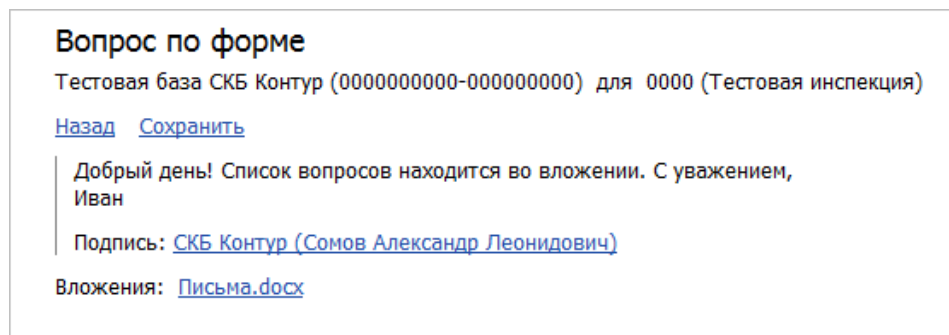 Вопрос по форме
Тестовая база СКБ Контур (0000000000-000000000) для 0000 (Тестовая инспекция)
Назад Сохранить
Добрый день! Список вопросов находится во вложении. С уважением,
Иван
Подпись: СКБ Контур (Сомов Александр Леонидович)
Вложения: Письма.docx